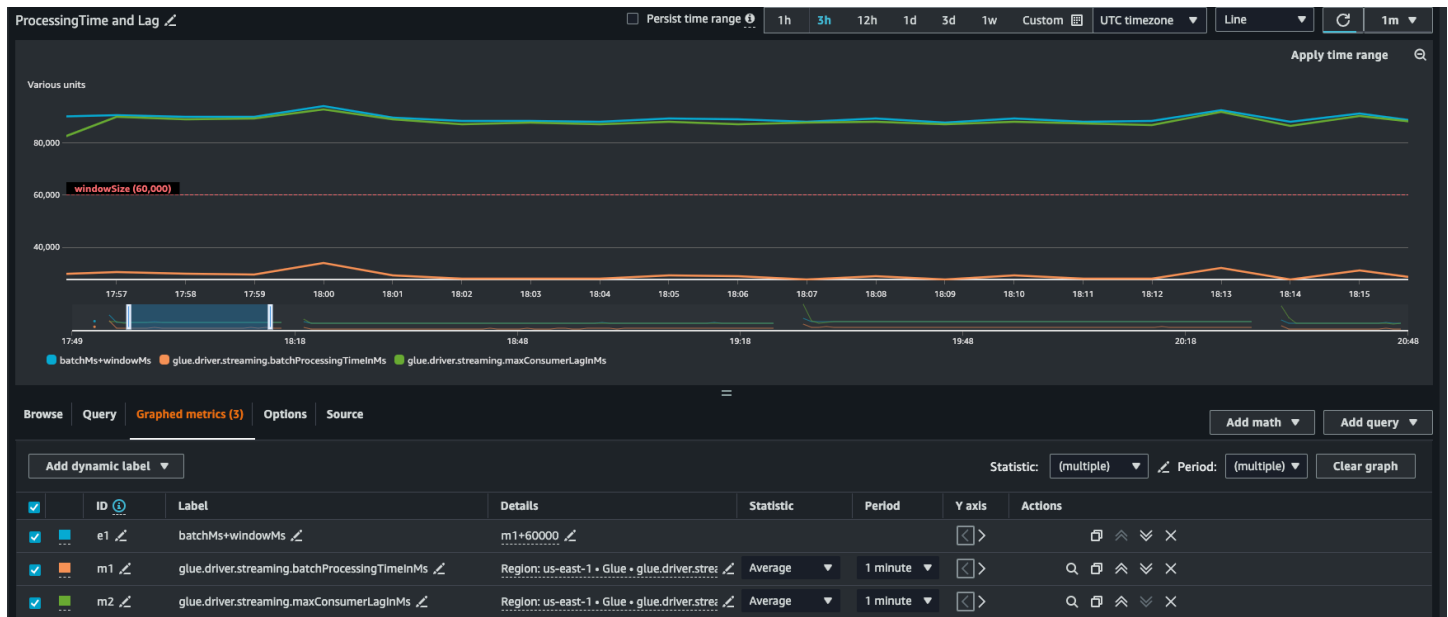 ProcessingTime and Lag
Persist time range 1h 3h 12h 1d 3d 1w Custom UTC timezone Line 1m
Apply time range
Various units
80,000
windowSize (60,000)
60,000
40,000
17:57 17:58 17:59 18:00 18:01 18:02 18:03 18:04 18:05 18:06 18:07 18:08 18:09 18:10 18:11 18:12 18:13 18:14 18:15
17:49 18:18 18:48 19:18 19:48 20:18 20:48
batchMs+windowMs glue.driver.streaming.batchProcessingTimeInMs glue.driver.streaming.maxConsumerLagInMs
Browse Query Graphed metrics (3) Options Source
Add math Add query
Add dynamic label Statistic: (multiple) Period: (multiple) Clear graph
ID Label Details Statistic Period Y axis Actions
e1 batchMs+windowMs m1+60000
m1 glue.driver.streaming.batchProcessingTimeInMs Region: us-east-1 • Glue • glue.driver.strea Average 1 minute
m2 glue.driver.streaming.maxConsumerLagInMs Region: us-east-1 • Glue • glue.driver.strea Average 1 minute